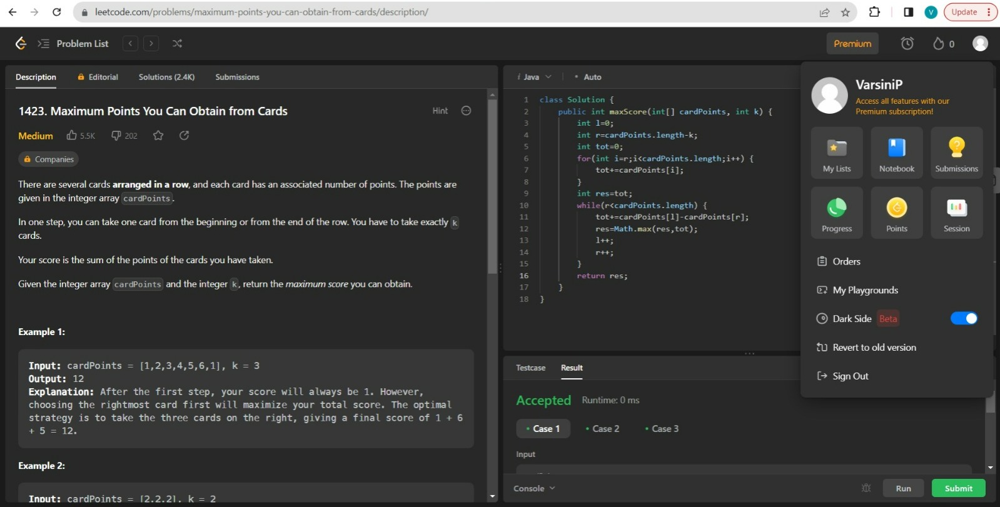 leetcode.com/problems/maximum-points-you-can-obtain-from-cards/description/
V
Update
Problem List
Premium
0
Description
Editorial
Solutions (2.4K)
Submissions
1423. Maximum Points You Can Obtain from Cards
Hint
Medium
5.5K
202
Companies
There are several cards arranged in a row, and each card has an associated number of points. The points are
given in the integer array cardPoints.
In one step, you can take one card from the beginning or from the end of the row. You have to take exactly k
cards.
Your score is the sum of the points of the cards you have taken.
Given the integer array cardPoints and the integer k, return the maximum score you can obtain.
Example 1:
Input: cardPoints = [1,2,3,4,5,6,1], k = 3
Output: 12
Explanation: After the first step, your score will always be 1. However,
choosing the rightmost card first will maximize your total score. The optimal
strategy is to take the three cards on the right, giving a final score of 1 + 6
+ 5 = 12.
Example 2:
Input: cardPoints = [2,2,2], k = 2
i Java
• Auto
1 class Solution {
2 public int maxScore(int[] cardPoints, int k) {
3 int l=0;
4 int r=cardPoints.length-k;
5 int tot=0;
6 for(int i=r;i<cardPoints.length;i++) {
7 tot+=cardPoints[i];
8 }
9 int res=tot;
10 while(r<cardPoints.length) {
11 tot+=cardPoints[l]-cardPoints[r];
12 res=Math.max(res,tot);
13 l++;
14 r++;
15 }
16 return res;
17 }
18 }
Testcase
Result
Accepted
Runtime: 0 ms
• Case 1
• Case 2
• Case 3
Input
Console
Run
Submit
VarsiniP
Access all features with our
Premium subscription!
My Lists
Notebook
Submissions
Progress
Points
Session
Orders
My Playgrounds
Dark Side Beta
Revert to old version
Sign Out